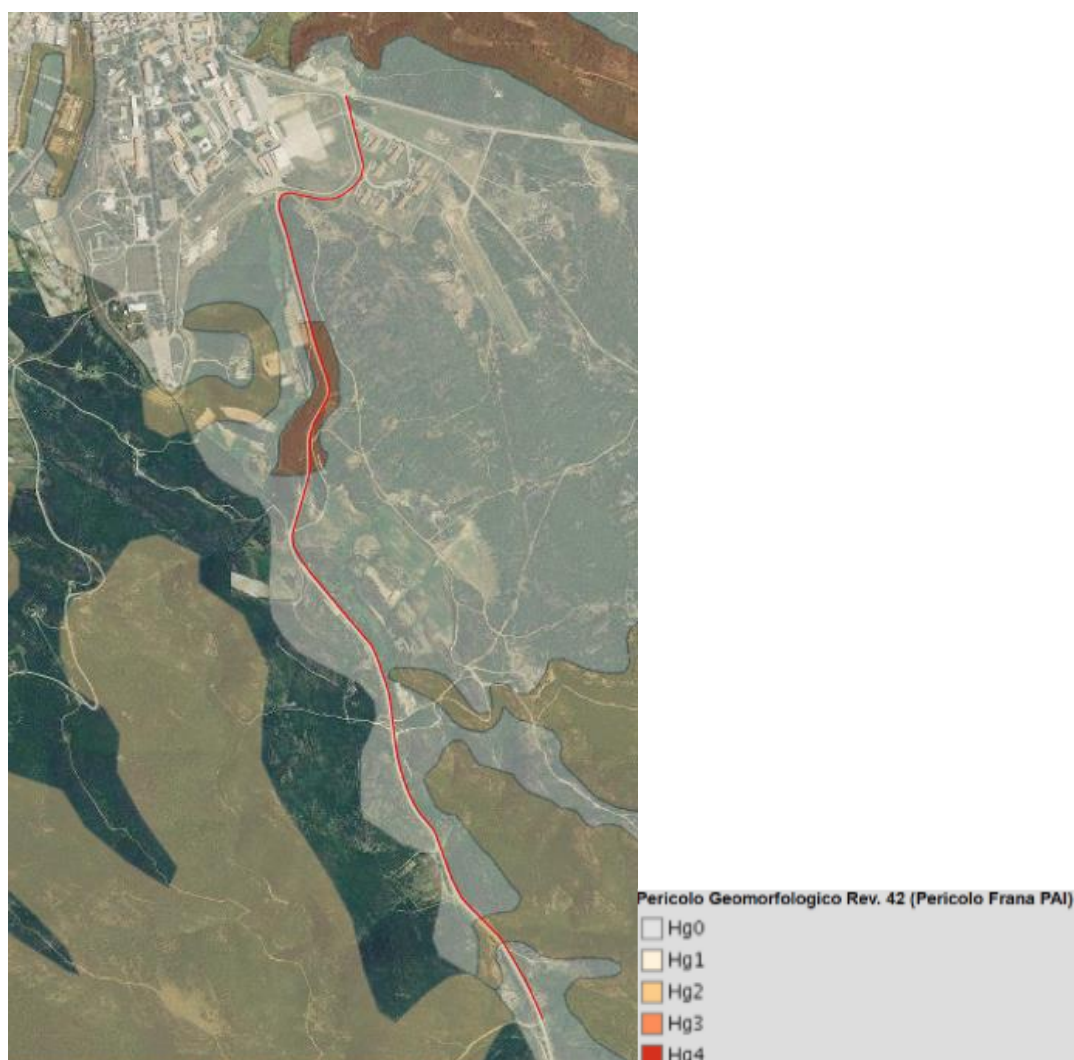 Pericolo Geomorfologico Rev. 42 (Pericolo Frana PAI)
Hg0
Hg1
Hg2
Hg3
Hg4